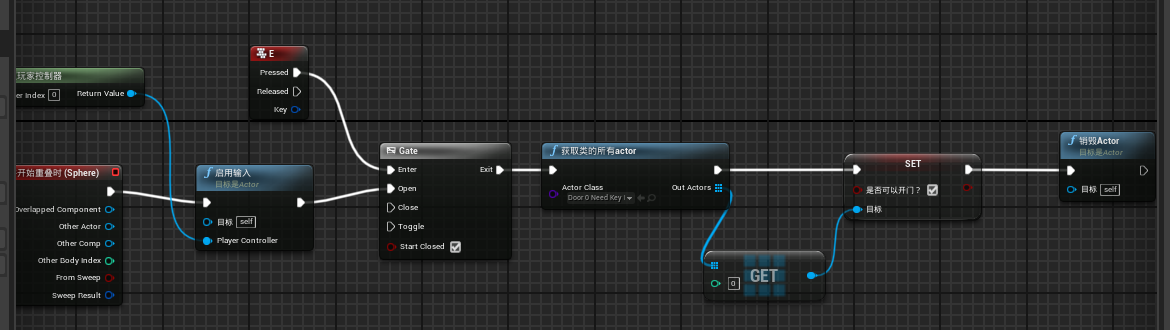 E
Pressed
Released
Key
玩家控制器
er Index 0
Return Value
开始重叠时 (Sphere)
Overlapped Component
Other Actor
Other Comp
Other Body Index
From Sweep
Sweep Result
启用输入
目标是Actor
目标 self
Player Controller
Gate
Enter
Exit
Open
Close
Toggle
Start Closed
获取类的所有actor
Actor Class
Door 0 Need Key
Out Actors
0
GET
SET
是否可以开门？
目标
销毁Actor
目标是Actor
目标 self